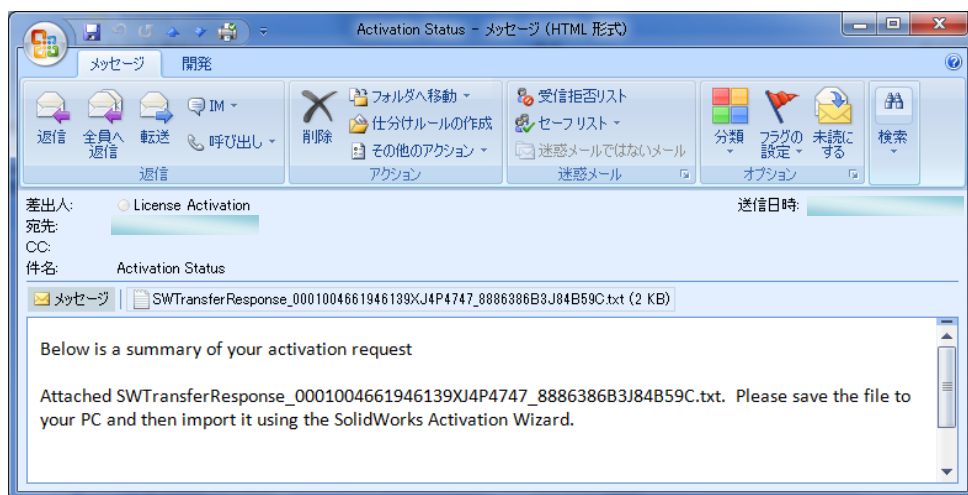 Activation Status - メッセージ (HTML 形式)
メッセージ 開発
返信 全員へ返信 転送 IM 呼び出し
削除 フォルダへ移動 仕分けルールの作成 その他のアクション
受信拒否リスト セーフ リスト 迷惑メールではないメール
分類 フラグの設定 未読にする 検索
返信 アクション 迷惑メール オプション
差出人: License Activation 送信日時:
宛先:
CC:
件名: Activation Status
メッセージ SWTransferResponse_0001004661946139XJ4P4747_8886386B3J84B59C.txt (2 KB)
Below is a summary of your activation request
Attached SWTransferResponse_0001004661946139XJ4P4747_8886386B3J84B59C.txt. Please save the file to
your PC and then import it using the SolidWorks Activation Wizard.